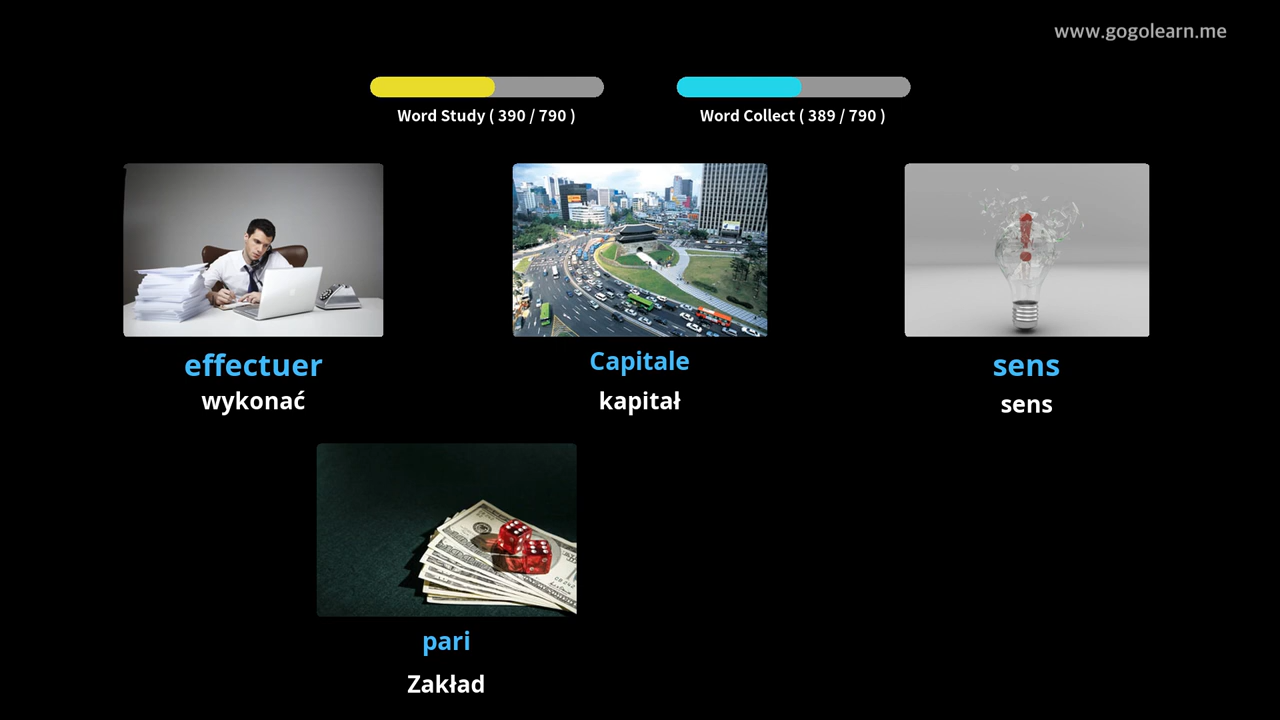 www.gogolearn.me
Word Study ( 390 / 790 )
Word Collect ( 389 / 790 )
effectuer
wykonać
Capitale
kapitał
sens
sens
pari
Zakład